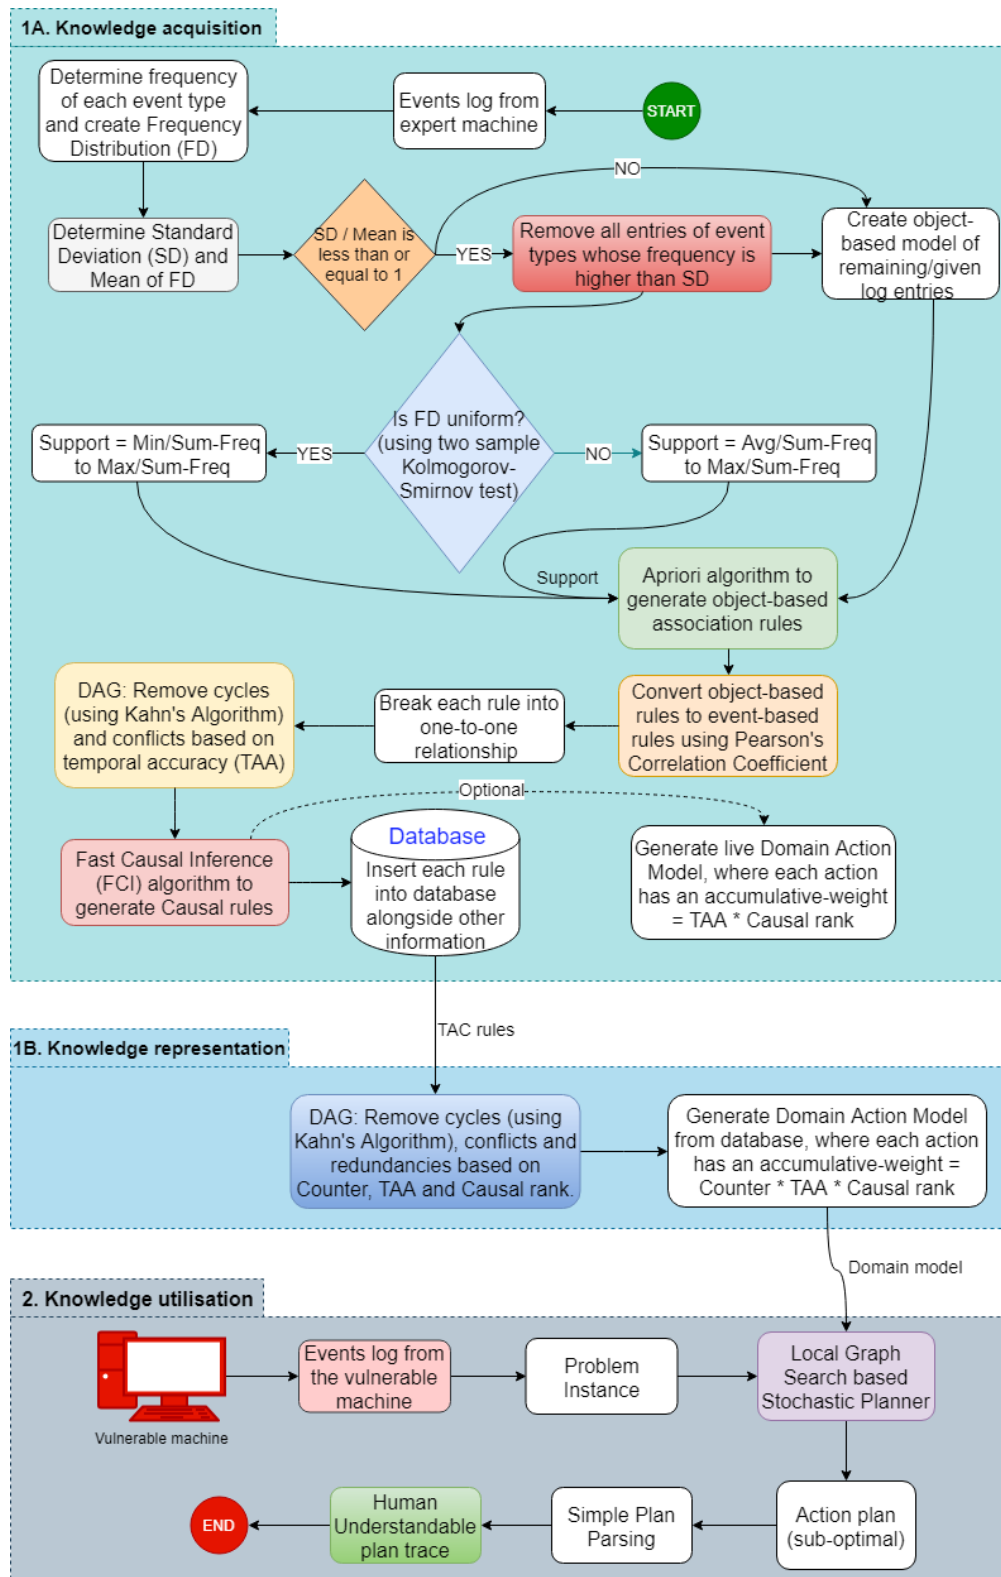 1A. Knowledge acquisition
Determine frequency
of each event type
and create Frequency
Distribution (FD)
Events log from
expert machine
START
NO
Determine Standard
Deviation (SD) and
Mean of FD
SD / Mean is
less than or
equal to 1
YES
Remove all entries of event
types whose frequency is
higher than SD
Create object-
based model of
remaining/given
log entries
Is FD uniform?
(using two sample
Kolmogorov-
Smirnov test)
Support = Min/Sum-Freq
to Max/Sum-Freq
YES
NO
Support = Avg/Sum-Freq
to Max/Sum-Freq
Support
Apriori algorithm to
generate object-based
association rules
DAG: Remove cycles
(using Kahn's Algorithm)
and conflicts based on
temporal accuracy (TAA)
Break each rule into
one-to-one
relationship
Convert object-based
rules to event-based
rules using Pearson's
Correlation Coefficient
Optional
Fast Causal Inference
(FCI) algorithm to
generate Causal rules
Database
Insert each rule
into database
alongside other
information
Generate live Domain Action
Model, where each action
has an accumulative-weight
= TAA * Causal rank
TAC rules
1B. Knowledge representation
DAG: Remove cycles (using
Kahn's Algorithm), conflicts and
redundancies based on
Counter, TAA and Causal rank.
Generate Domain Action Model
from database, where each action
has an accumulative-weight =
Counter * TAA * Causal rank
Domain model
2. Knowledge utilisation
Vulnerable machine
Events log from
the vulnerable
machine
Problem
Instance
Local Graph
Search based
Stochastic Planner
END
Human
Understandable
plan trace
Simple Plan
Parsing
Action plan
(sub-optimal)